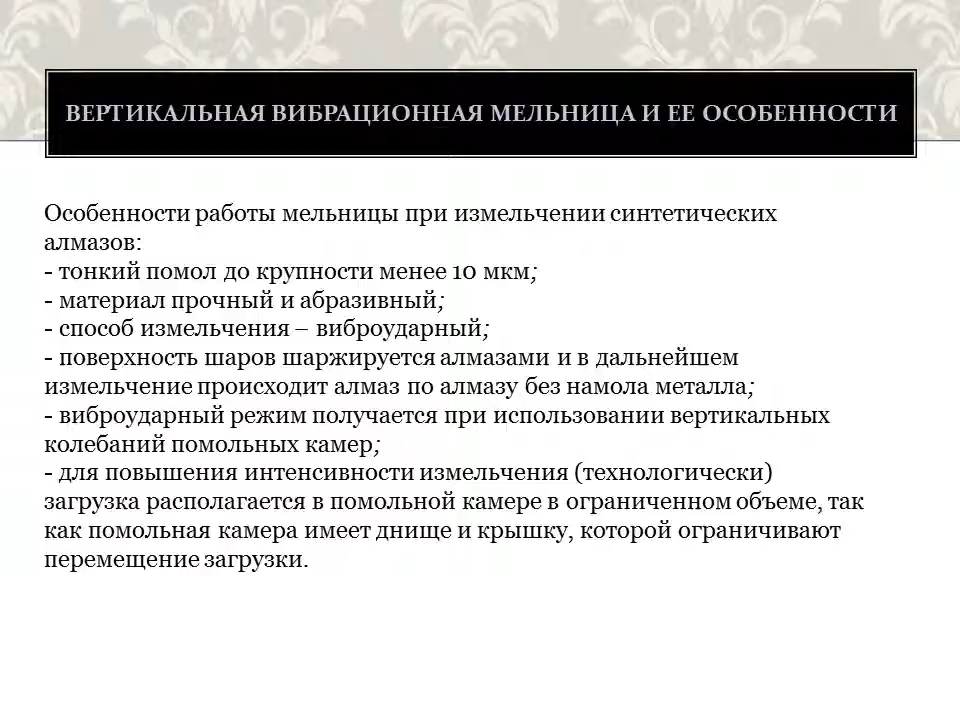 ВЕРТИКАЛЬНАЯ ВИБРАЦИОННАЯ МЕЛЬНИЦА И ЕЕ ОСОБЕННОСТИ
Особенности работы мельницы при измельчении синтетических
алмазов:
- тонкий помол до крупности менее 10 мкм;
- материал прочный и абразивный;
- способ измельчения – виброударный;
- поверхность шаров шаржируется алмазами и в дальнейшем
измельчение происходит алмаз по алмазу без намола металла;
- виброударный режим получается при использовании вертикальных
колебаний помольных камер;
- для повышения интенсивности измельчения (технологически)
загрузка располагается в помольной камере в ограниченном объеме, так
как помольная камера имеет днище и крышку, которой ограничивают
перемещение загрузки.